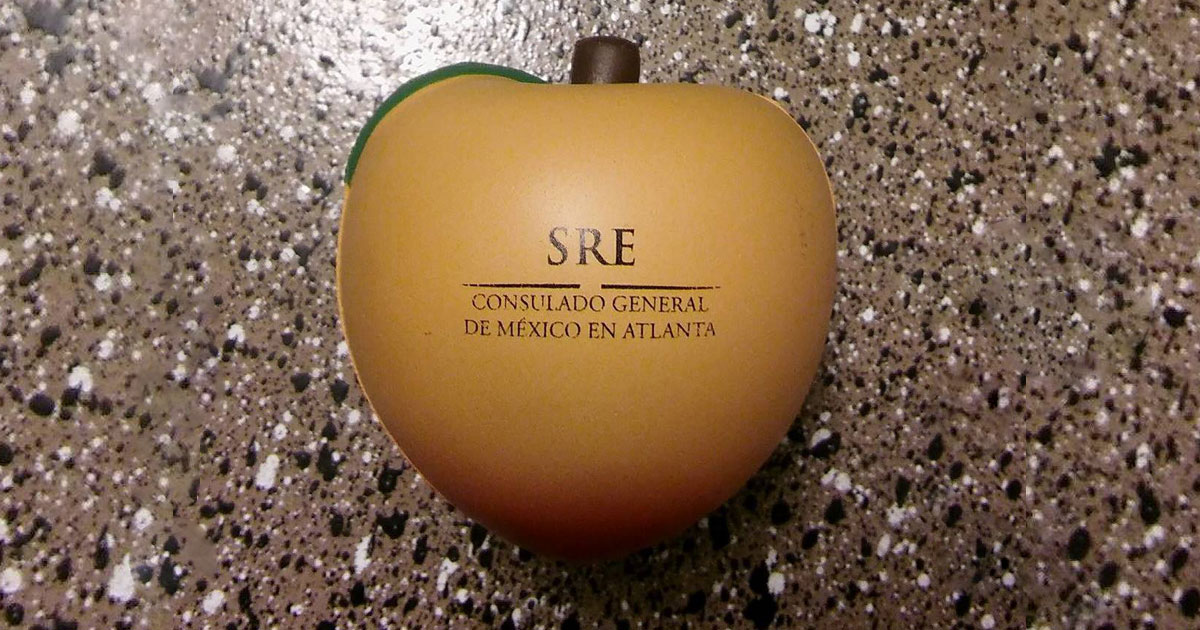 SRE
CONSULADO GENERAL
DE MÉXICO EN ATLANTA